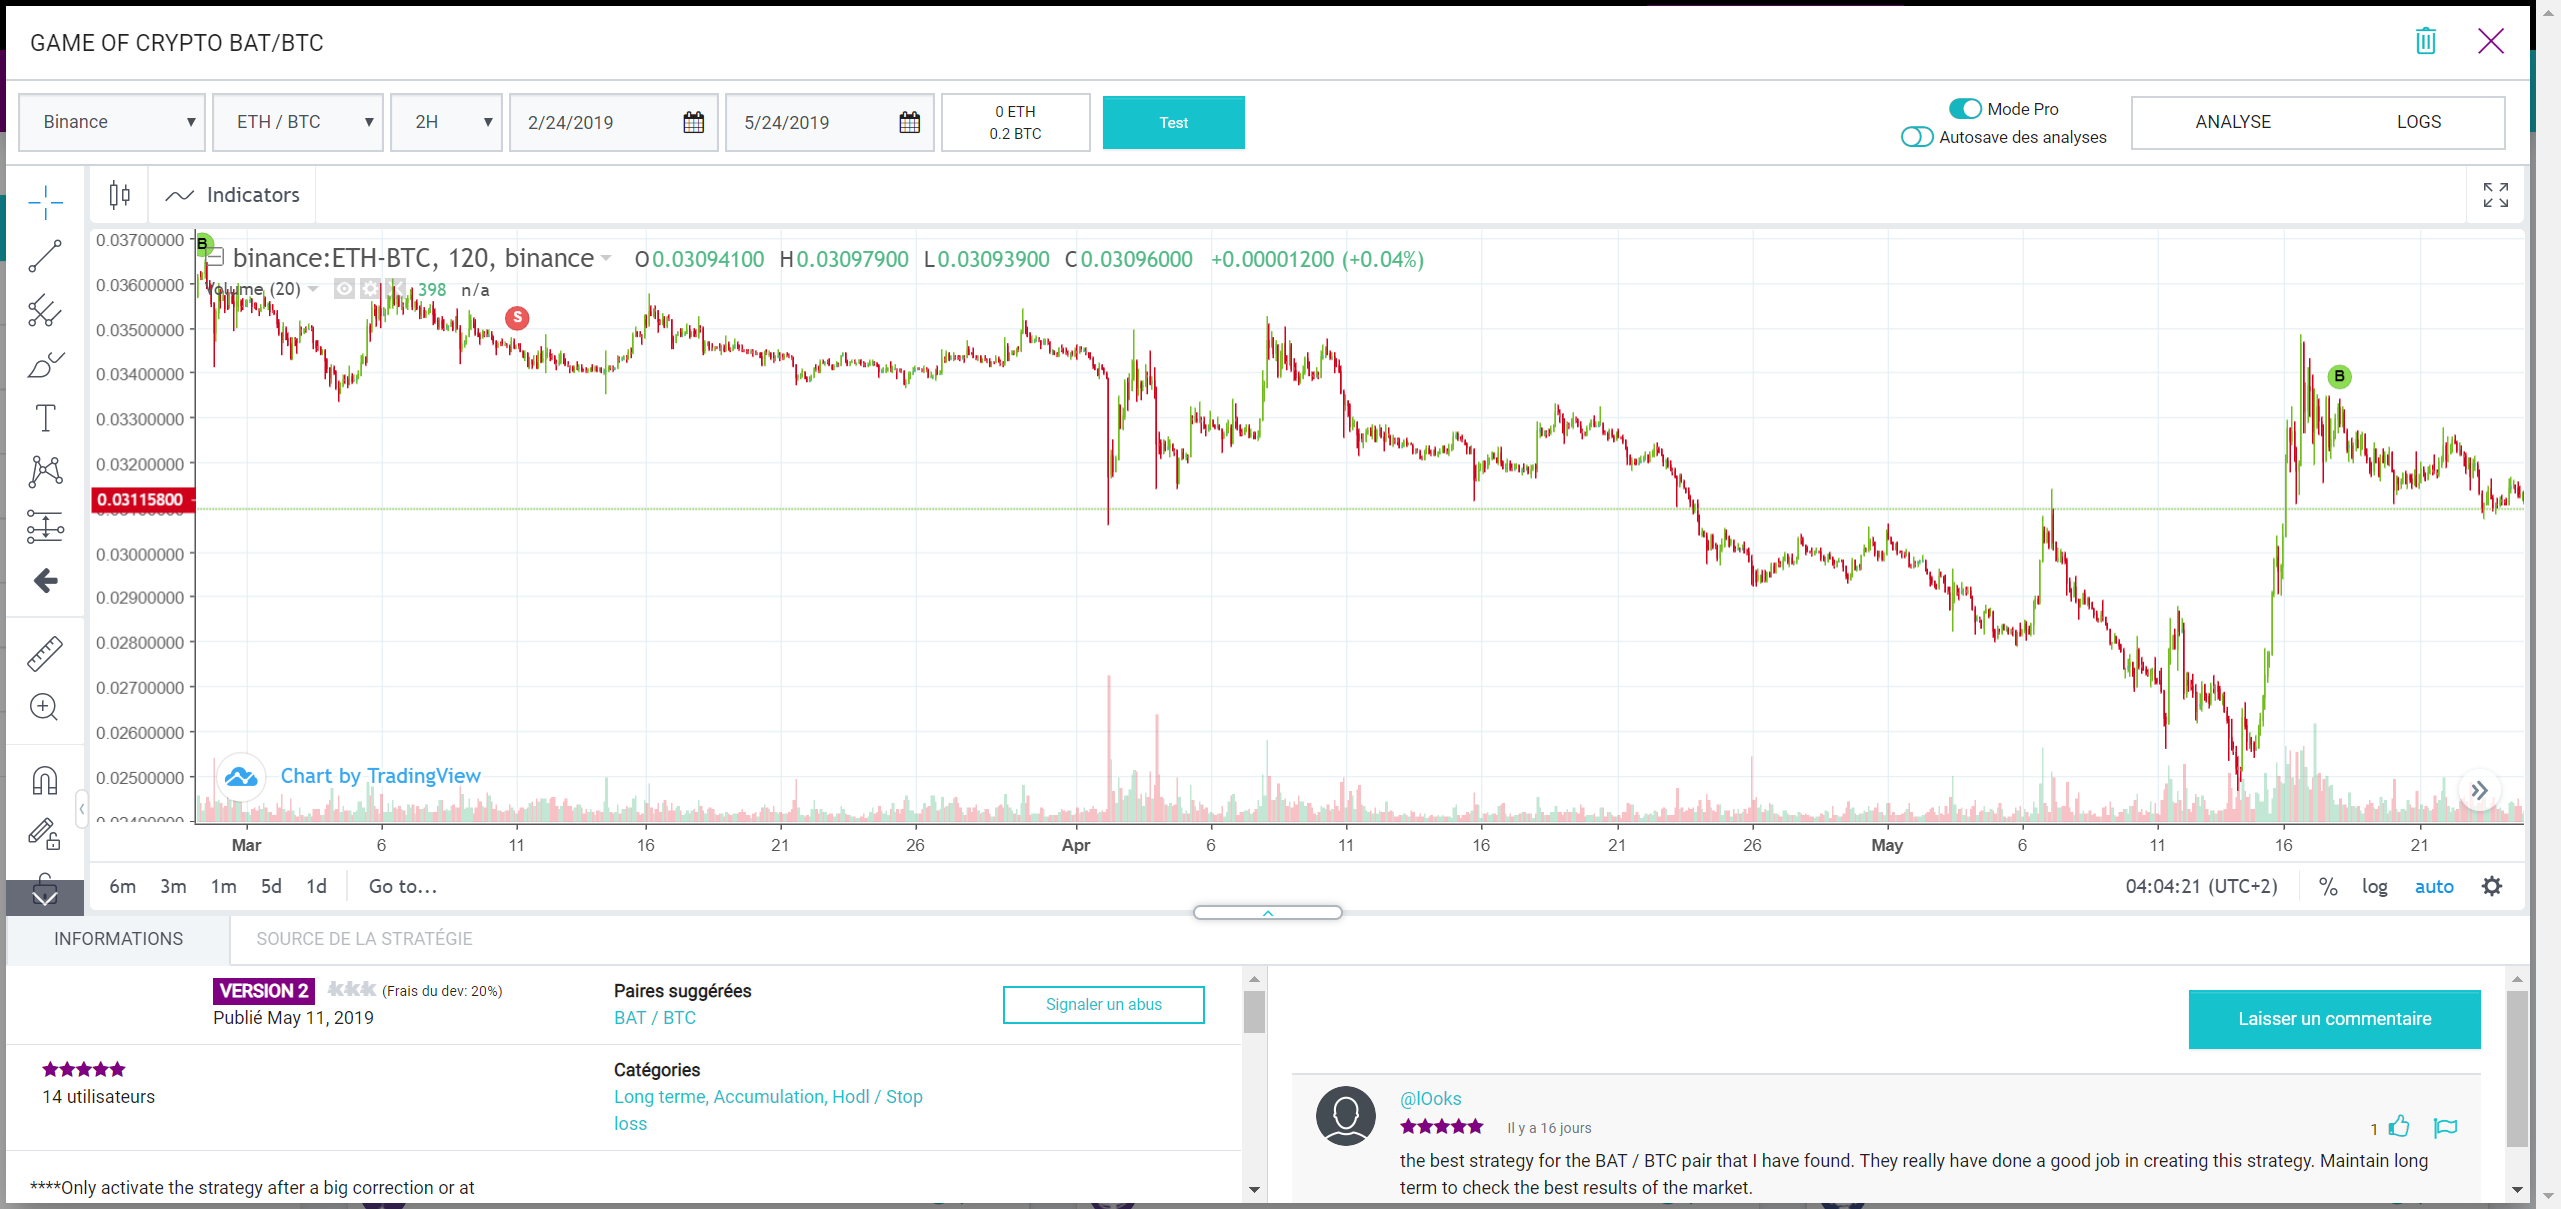 GAME OF CRYPTO BAT/BTC
Binance
ETH / BTC
2H
2/24/2019
5/24/2019
0 ETH
0.2 BTC
Test
Mode Pro
Autosave des analyses
ANALYSE
LOGS
Indicators
B
binance:ETH-BTC, 120, binance
O0.03094100 H0.03097900 L0.03093900 C0.03096000 +0.00001200 (+0.04%)
Volume (20)
398 n/a
S
B
0.03700000
0.03600000
0.03500000
0.03400000
0.03300000
0.03200000
0.03115800
0.03000000
0.02900000
0.02800000
0.02700000
0.02600000
0.02500000
Chart by TradingView
Mar 6 11 16 21 26 Apr 6 11 16 21 26 May 6 11 16 21
6m 3m 1m 5d 1d Go to...
04:04:21 (UTC+2) % log auto
INFORMATIONS
SOURCE DE LA STRATÉGIE
VERSION 2 (Frais du dev: 20%)
Publié May 11, 2019
Paires suggérées
BAT / BTC
Signaler un abus
14 utilisateurs
Catégories
Long terme, Accumulation, Hodl / Stop
loss
****Only activate the strategy after a big correction or at
Laisser un commentaire
@lOoks
Il y a 16 jours
1
the best strategy for the BAT / BTC pair that I have found. They really have done a good job in creating this strategy. Maintain long
term to check the best results of the market.